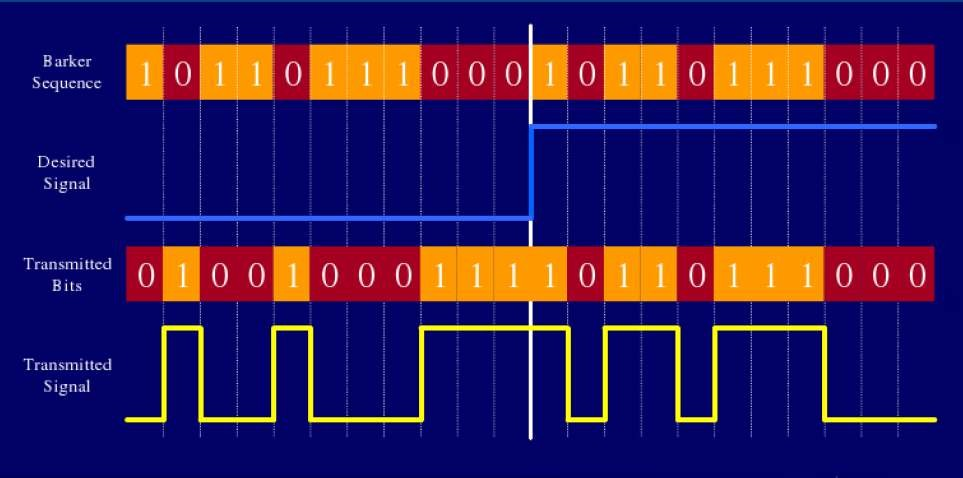 Barker
Sequence
1 0 1 1 0 1 1 1 0 0 0 1 0 1 1 0 1 1 1 0 0 0
Desired
Signal
Transmitted
Bits
0 1 0 0 1 0 0 0 1 1 1 1 0 1 1 0 1 1 1 0 0 0
Transmitted
Signal